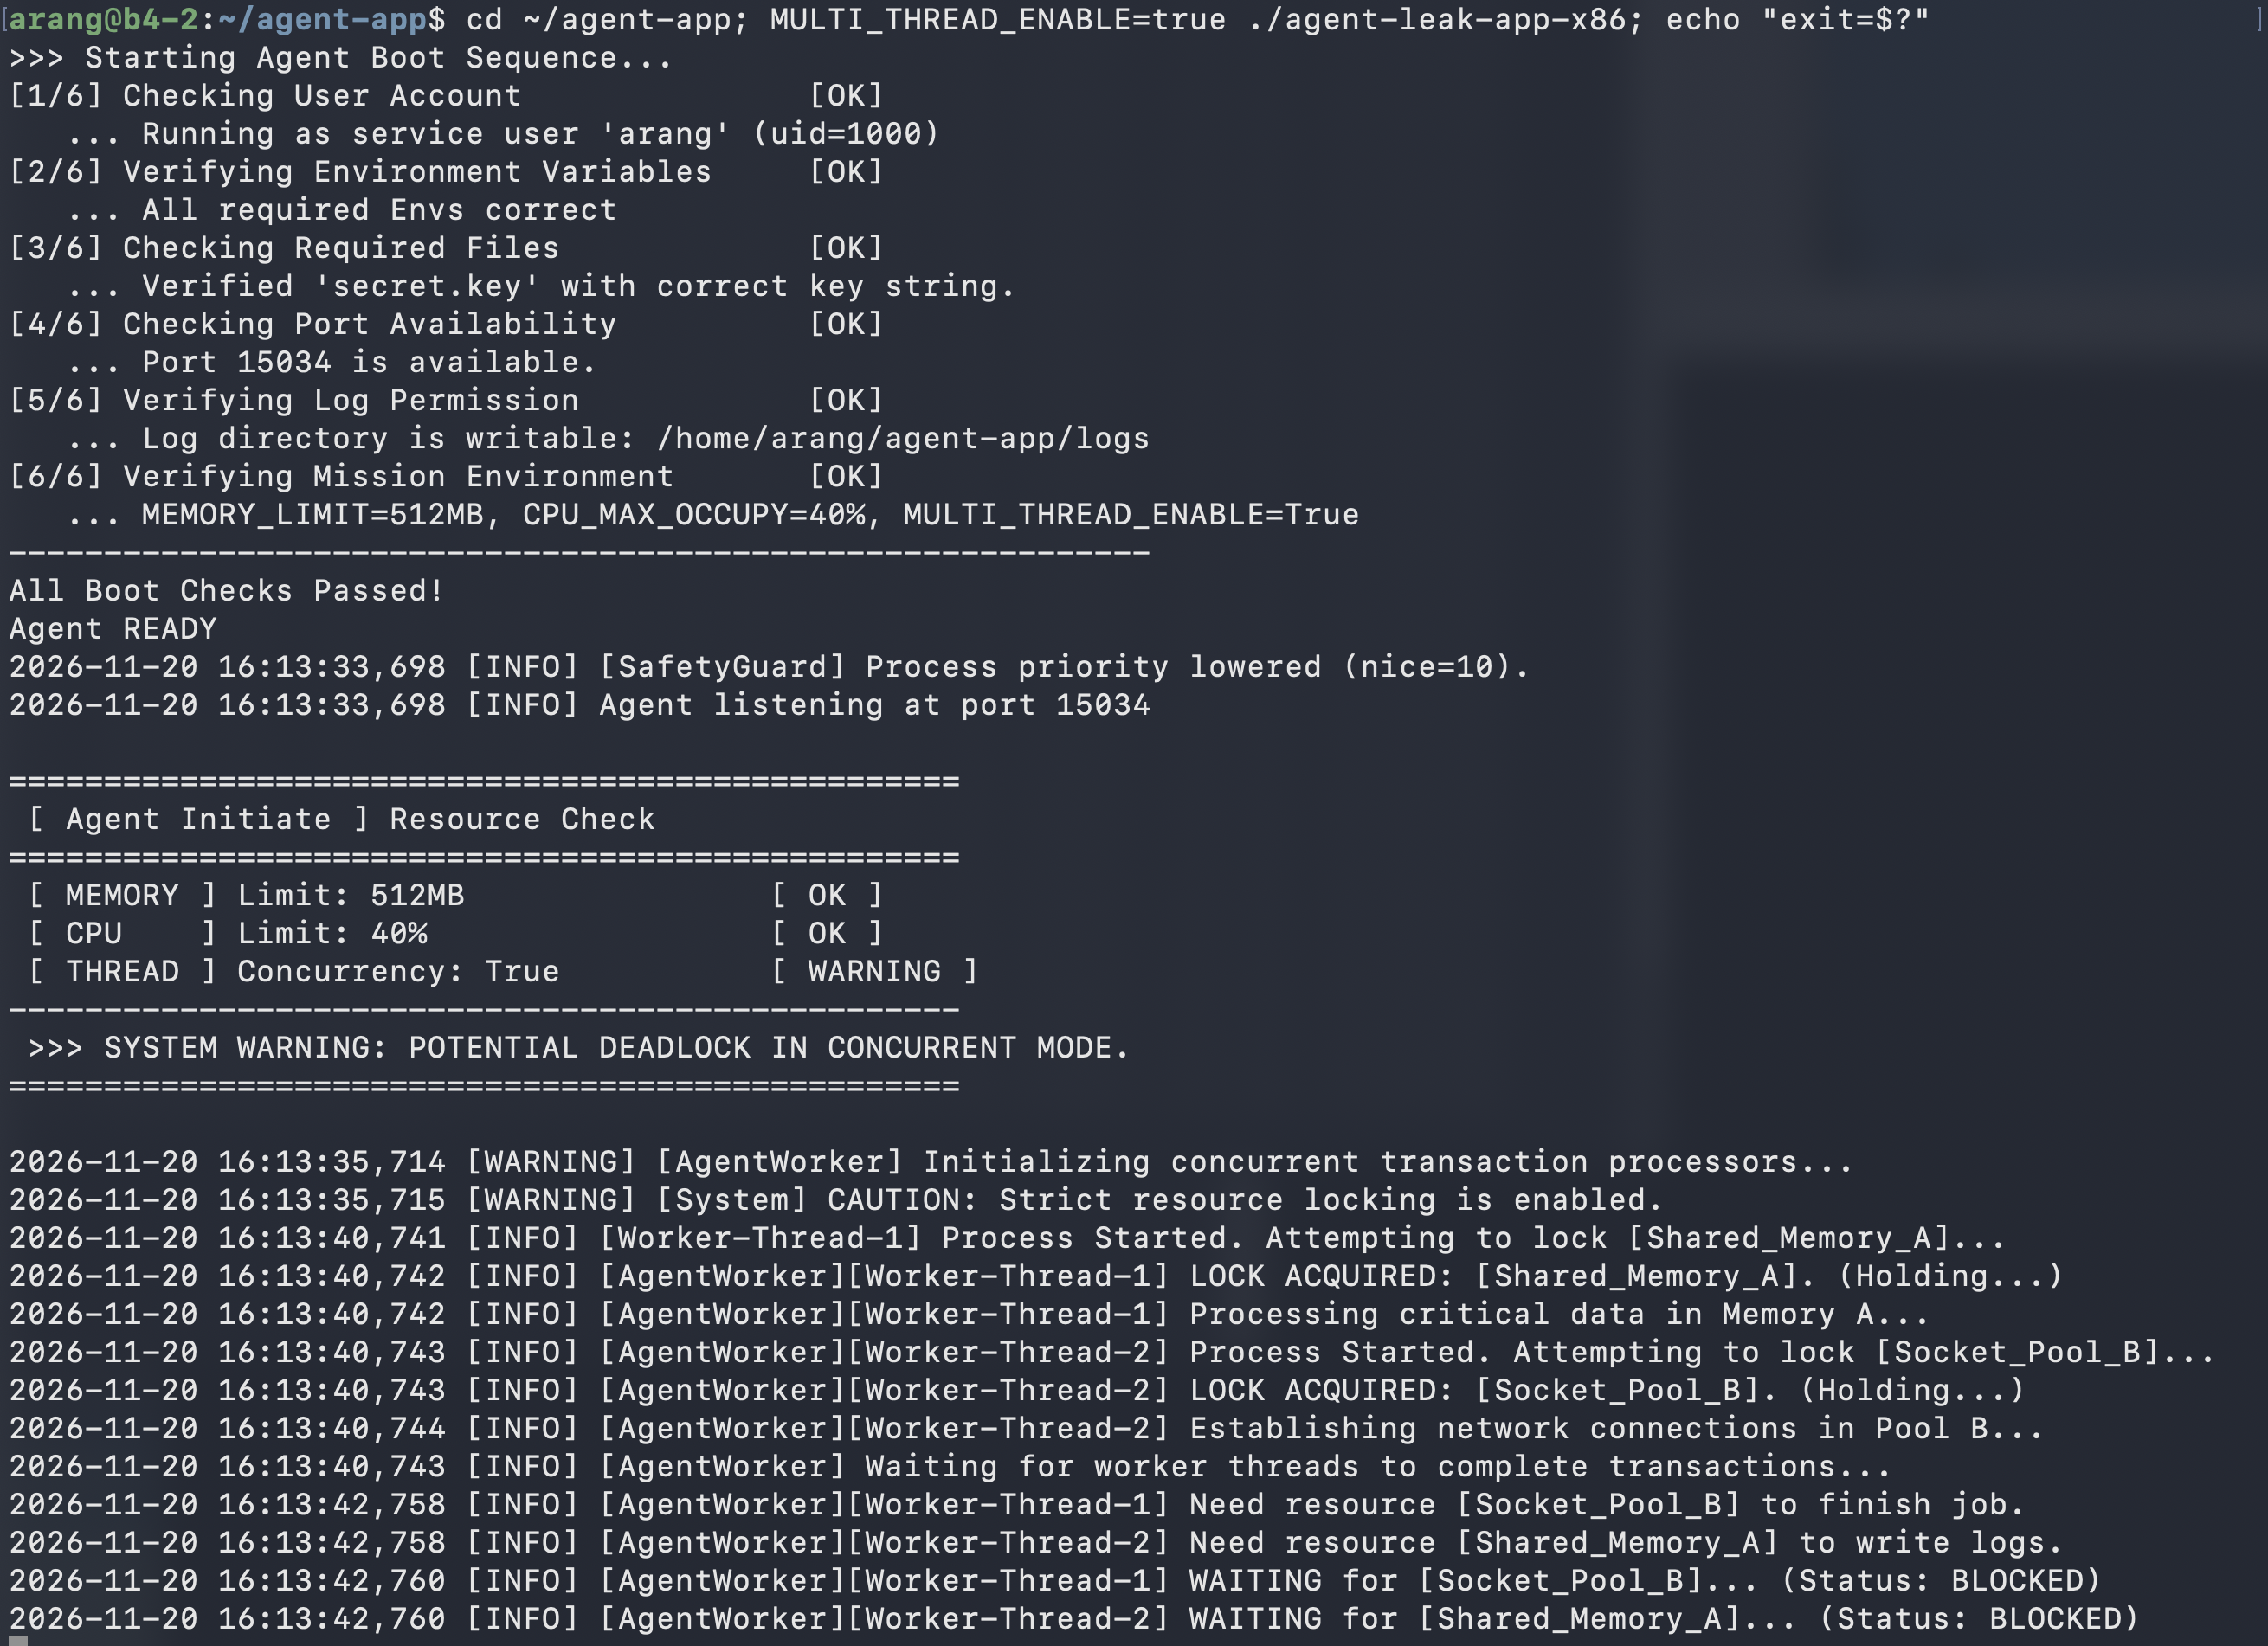 [arang@b4-2:~/agent-app$ cd ~/agent-app; MULTI_THREAD_ENABLE=true ./agent-leak-app-x86; echo "exit=$?" ]
>>> Starting Agent Boot Sequence...
[1/6] Checking User Account               [OK]
   ... Running as service user 'arang' (uid=1000)
[2/6] Verifying Environment Variables     [OK]
   ... All required Envs correct
[3/6] Checking Required Files             [OK]
   ... Verified 'secret.key' with correct key string.
[4/6] Checking Port Availability          [OK]
   ... Port 15034 is available.
[5/6] Verifying Log Permission            [OK]
   ... Log directory is writable: /home/arang/agent-app/logs
[6/6] Verifying Mission Environment       [OK]
   ... MEMORY_LIMIT=512MB, CPU_MAX_OCCUPY=40%, MULTI_THREAD_ENABLE=True
------------------------------------------------------------
All Boot Checks Passed!
Agent READY
2026-11-20 16:13:33,698 [INFO] [SafetyGuard] Process priority lowered (nice=10).
2026-11-20 16:13:33,698 [INFO] Agent listening at port 15034

==================================================
 [ Agent Initiate ] Resource Check
==================================================
 [ MEMORY ] Limit: 512MB                [ OK ]
 [ CPU    ] Limit: 40%                  [ OK ]
 [ THREAD ] Concurrency: True           [ WARNING ]
--------------------------------------------------
 >>> SYSTEM WARNING: POTENTIAL DEADLOCK IN CONCURRENT MODE.
==================================================

2026-11-20 16:13:35,714 [WARNING] [AgentWorker] Initializing concurrent transaction processors...
2026-11-20 16:13:35,715 [WARNING] [System] CAUTION: Strict resource locking is enabled.
2026-11-20 16:13:40,741 [INFO] [Worker-Thread-1] Process Started. Attempting to lock [Shared_Memory_A]...
2026-11-20 16:13:40,742 [INFO] [AgentWorker][Worker-Thread-1] LOCK ACQUIRED: [Shared_Memory_A]. (Holding...)
2026-11-20 16:13:40,742 [INFO] [AgentWorker][Worker-Thread-1] Processing critical data in Memory A...
2026-11-20 16:13:40,743 [INFO] [AgentWorker][Worker-Thread-2] Process Started. Attempting to lock [Socket_Pool_B]...
2026-11-20 16:13:40,743 [INFO] [AgentWorker][Worker-Thread-2] LOCK ACQUIRED: [Socket_Pool_B]. (Holding...)
2026-11-20 16:13:40,744 [INFO] [AgentWorker][Worker-Thread-2] Establishing network connections in Pool B...
2026-11-20 16:13:40,743 [INFO] [AgentWorker] Waiting for worker threads to complete transactions...
2026-11-20 16:13:42,758 [INFO] [AgentWorker][Worker-Thread-1] Need resource [Socket_Pool_B] to finish job.
2026-11-20 16:13:42,758 [INFO] [AgentWorker][Worker-Thread-2] Need resource [Shared_Memory_A] to write logs.
2026-11-20 16:13:42,760 [INFO] [AgentWorker][Worker-Thread-1] WAITING for [Socket_Pool_B]... (Status: BLOCKED)
2026-11-20 16:13:42,760 [INFO] [AgentWorker][Worker-Thread-2] WAITING for [Shared_Memory_A]... (Status: BLOCKED)